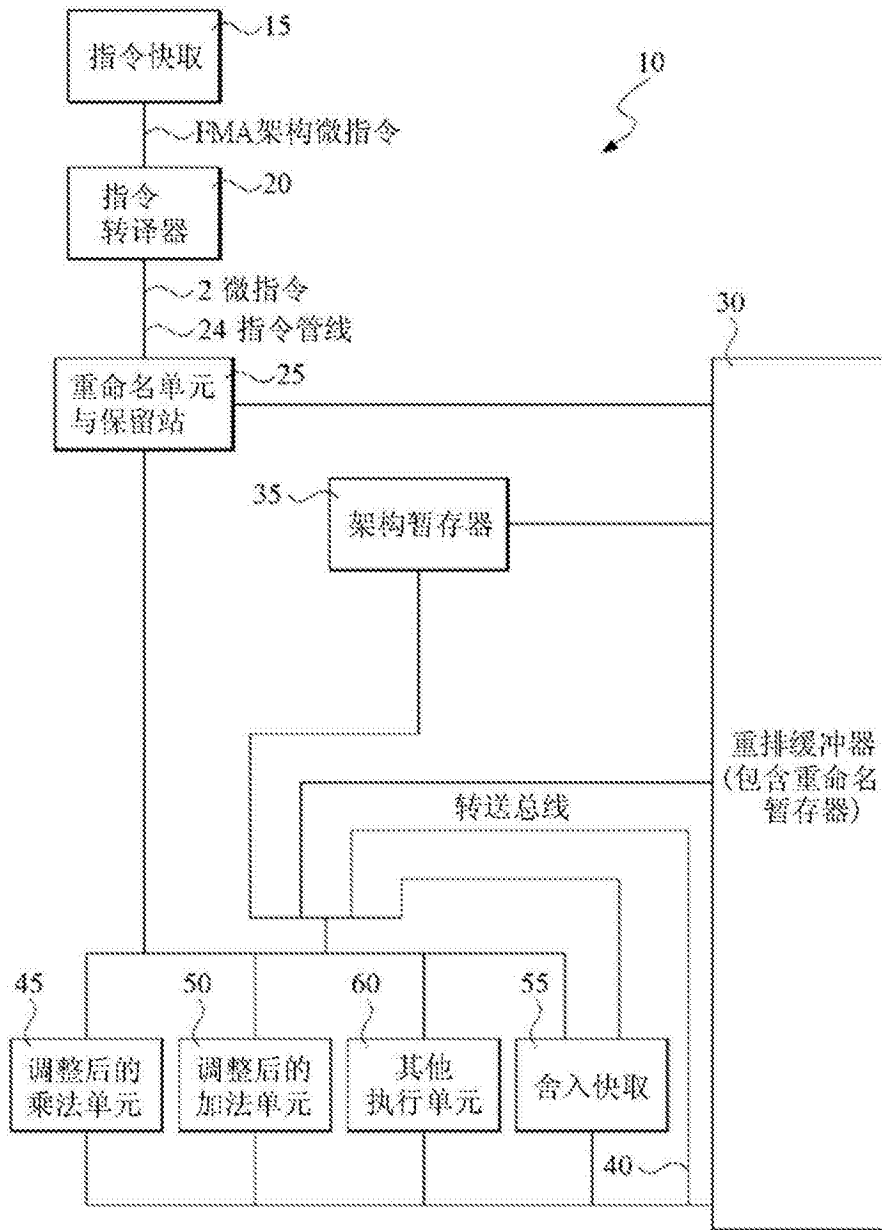 15
指令快取
10
FMA架构微指令
20
指令
转译器
2 微指令
24 指令管线
30
25
重命名单元
与保留站
35
架构暂存器
重排缓冲器
(包含重命名
暂存器)
转送总线
45
50
60
55
调整后的
乘法单元
调整后的
加法单元
其他
执行单元
舍入快取
40